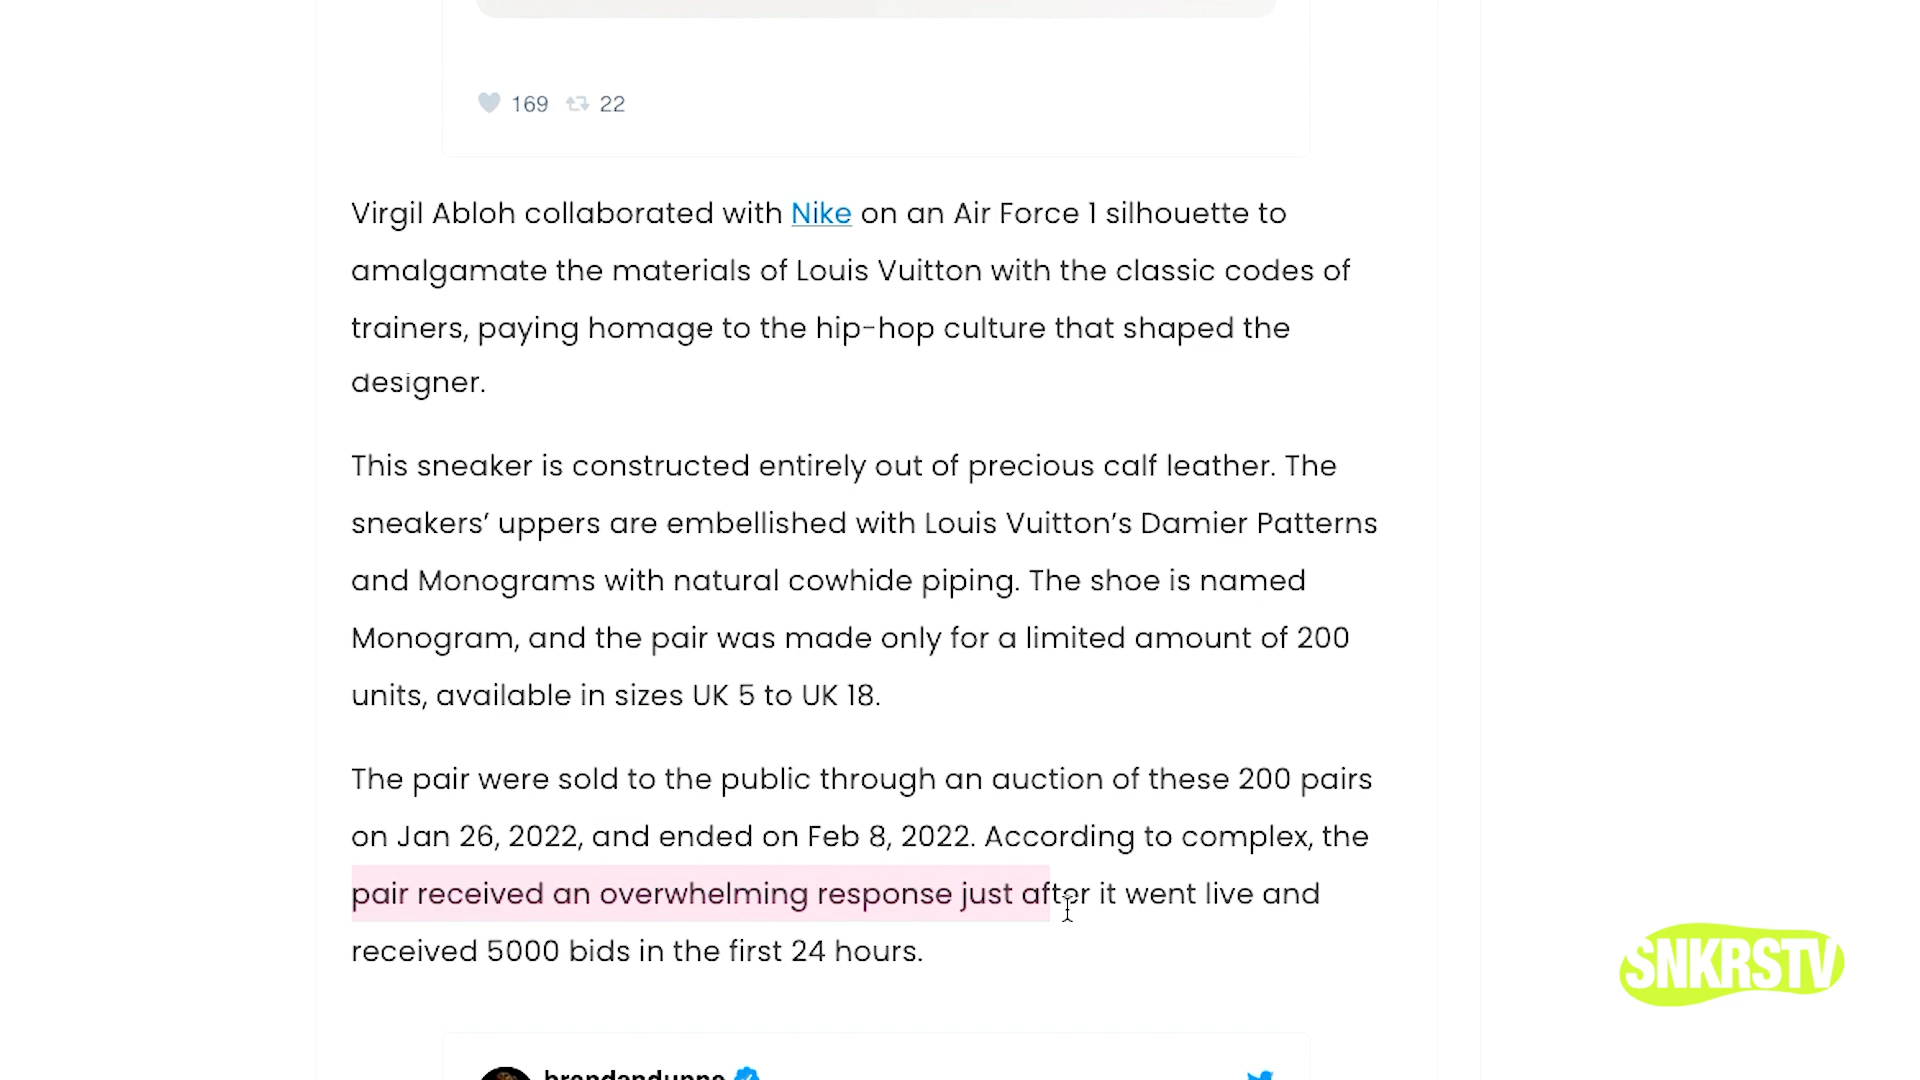 169 22
Virgil Abloh collaborated with Nike on an Air Force 1 silhouette to
amalgamate the materials of Louis Vuitton with the classic codes of
trainers, paying homage to the hip-hop culture that shaped the
designer.
This sneaker is constructed entirely out of precious calf leather. The
sneakers’ uppers are embellished with Louis Vuitton’s Damier Patterns
and Monograms with natural cowhide piping. The shoe is named
Monogram, and the pair was made only for a limited amount of 200
units, available in sizes UK 5 to UK 18.
The pair were sold to the public through an auction of these 200 pairs
on Jan 26, 2022, and ended on Feb 8, 2022. According to complex, the
pair received an overwhelming response just after it went live and
received 5000 bids in the first 24 hours.
SNKRSTV